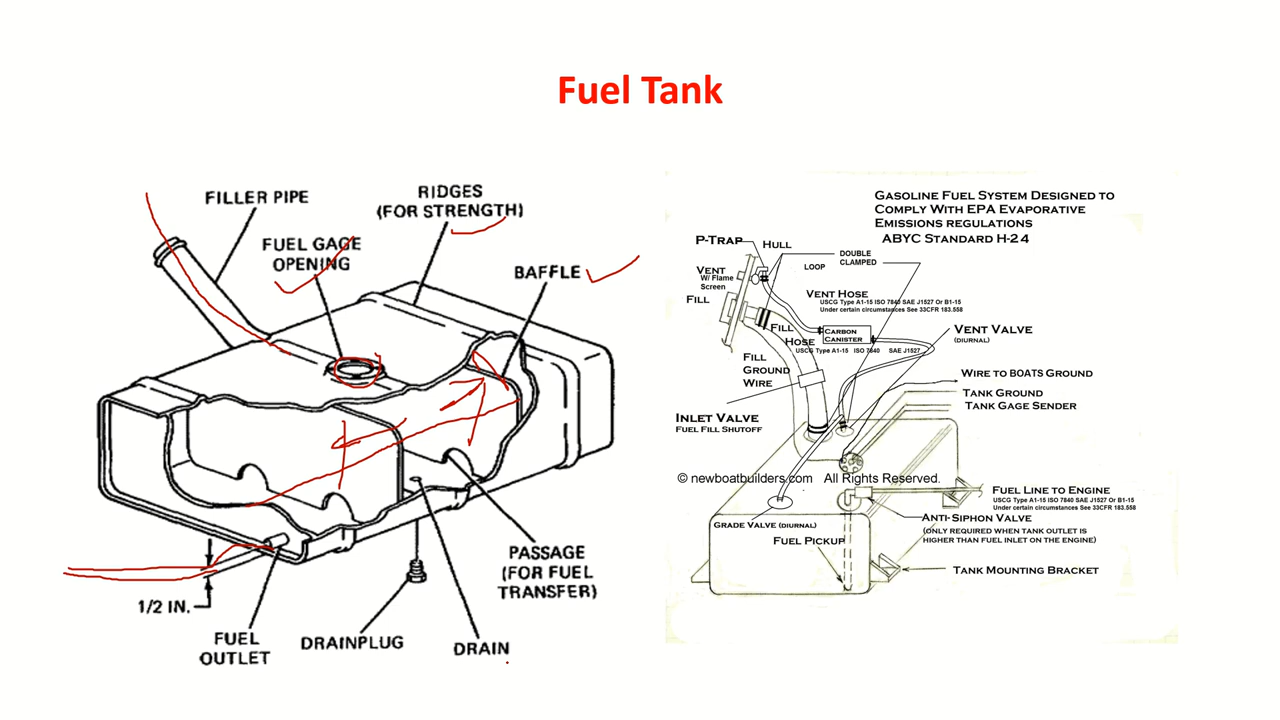 Fuel Tank
FILLER PIPE
RIDGES
(FOR STRENGTH)
FUEL GAGE
OPENING
BAFFLE
PASSAGE
(FOR FUEL
TRANSFER)
1/2 IN.
FUEL
OUTLET
DRAINPLUG
DRAIN
Gasoline Fuel System Designed to
Comply With EPA Evaporative
Emissions regulations
ABYC Standard H-24
P-Trap
Hull
DOUBLE
CLAMPED
LOOP
Vent
W/ Flame
Screen
Fill
Vent Hose
USCG Type A1-15 ISO 7840 SAE J1527 Or B1-15
Under certain circumstances See 33CFR 183.558
Fill
Hose
Carbon
Canister
USCG Type A1-15 ISO 7840 SAE J1527
Vent Valve
(diurnal)
Fill
Ground
Wire
Wire to Boats Ground
Tank Ground
Tank Gage Sender
Inlet Valve
Fuel Fill Shutoff
© newboatbuilders.com All Rights Reserved.
Fuel Line to Engine
USCG Type A1-15 ISO 7840 SAE J1527 Or B1-15
Under certain circumstances See 33CFR 183.558
Grade Valve (diurnal)
Anti-Siphon Valve
(only required when tank outlet is
higher than fuel inlet on the engine)
Fuel Pickup
Tank Mounting Bracket